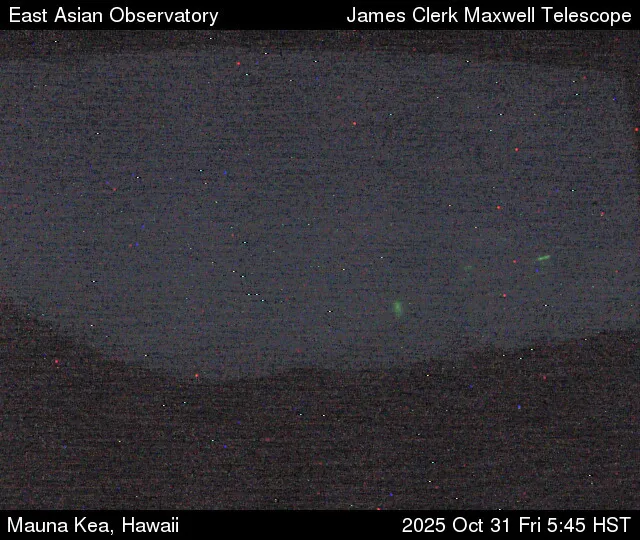 East Asian Observatory
James Clerk Maxwell Telescope
Mauna Kea, Hawaii
2025 Oct 31 Fri 5:45 HST